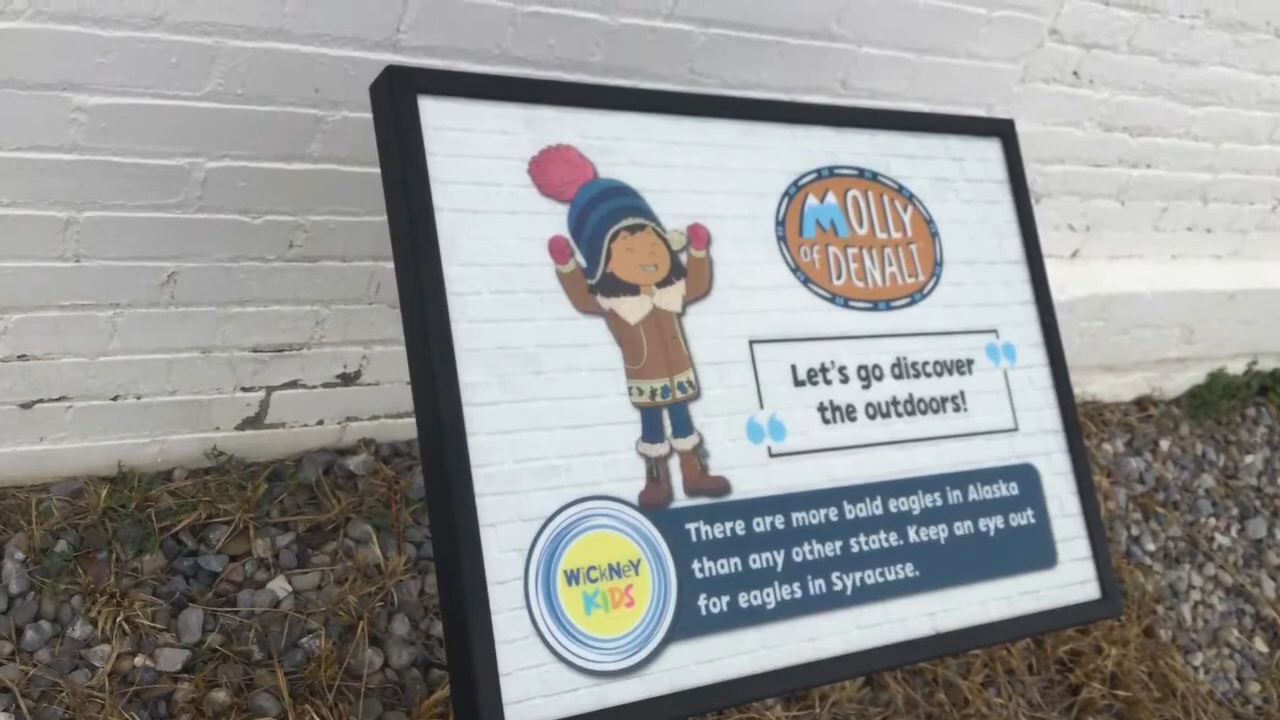 MOLLY
OF DENALI
Let's go discover
the outdoors!
There are more bald eagles in Alaska
than any other state. Keep an eye out
for eagles in Syracuse.
WiCkNeY
KIDS